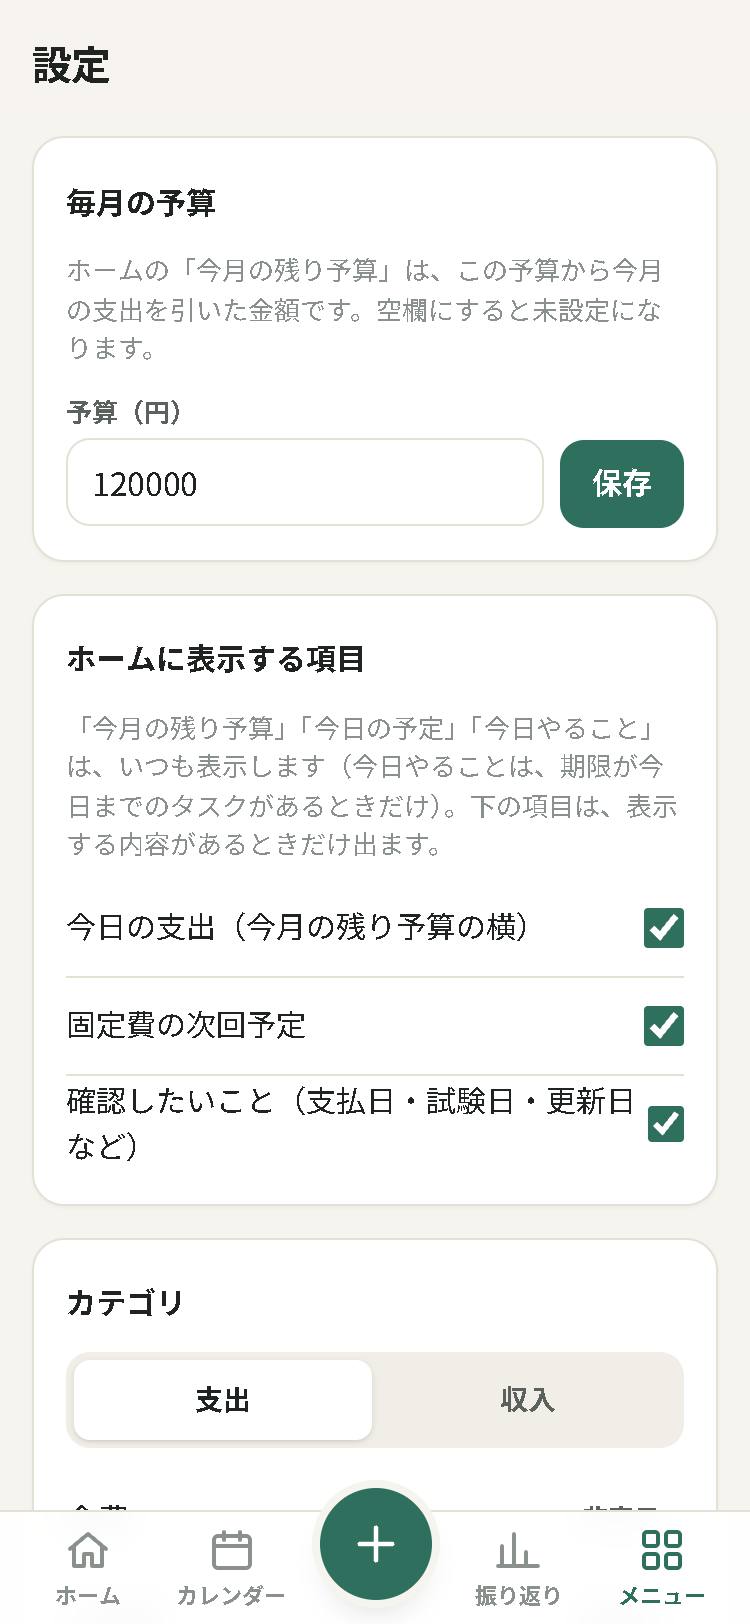 設定
毎月の予算
ホームの「今月の残り予算」は、この予算から今月
の支出を引いた金額です。空欄にすると未設定にな
ります。
予算（円）
120000
保存
ホームに表示する項目
「今月の残り予算」「今日の予定」「今日やること」
は、いつも表示します（今日やることは、期限が今
日までのタスクがあるときだけ）。下の項目は、表示
する内容があるときだけ出ます。
今日の支出（今月の残り予算の横）
固定費の次回予定
確認したいこと（支払日・試験日・更新日
など）
カテゴリ
支出
収入
ホーム
カレンダー
振り返り
メニュー